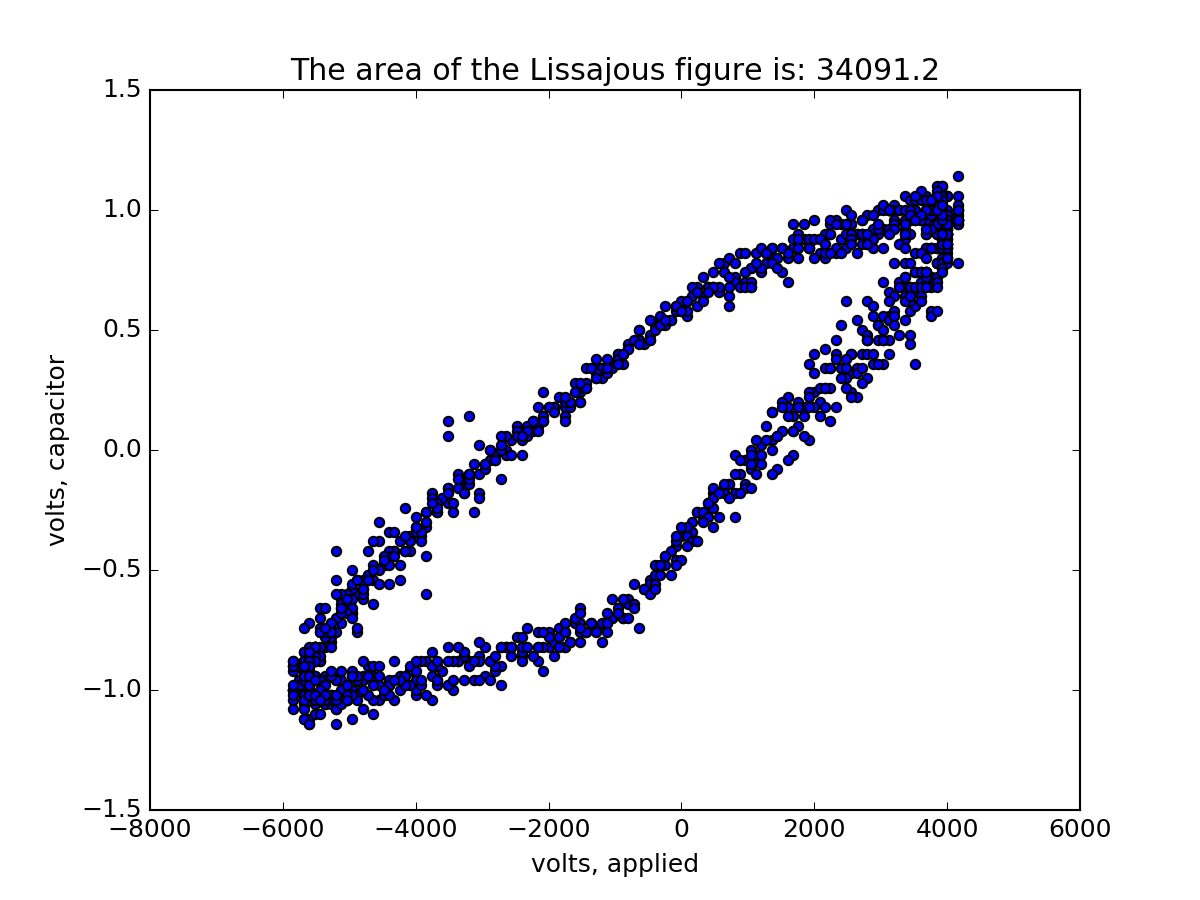 The area of the Lissajous figure is: 34091.2
1.5
1.0
0.5
0.0
−0.5
−1.0
−1.5
volts, capacitor
−8000 −6000 −4000 −2000 0 2000 4000 6000
volts, applied